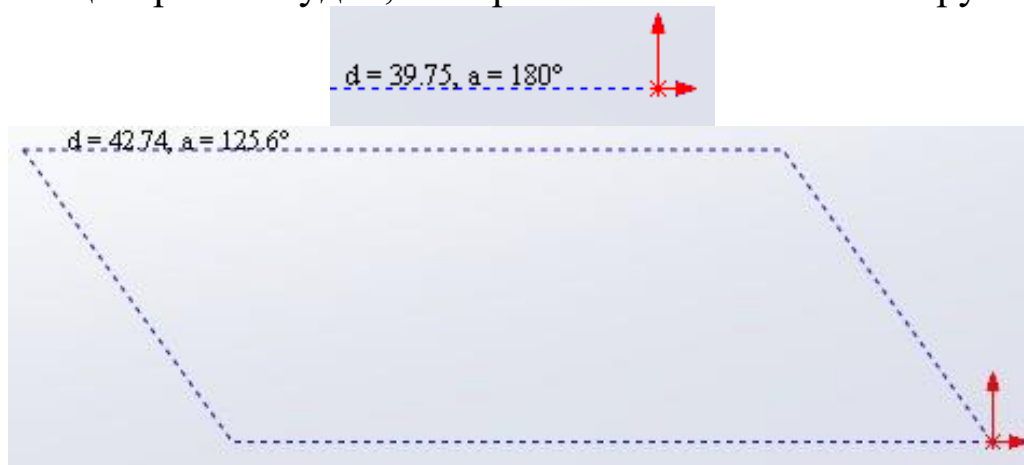 d = 39.75, a = 180°
d = 42.74, a = 125.6°